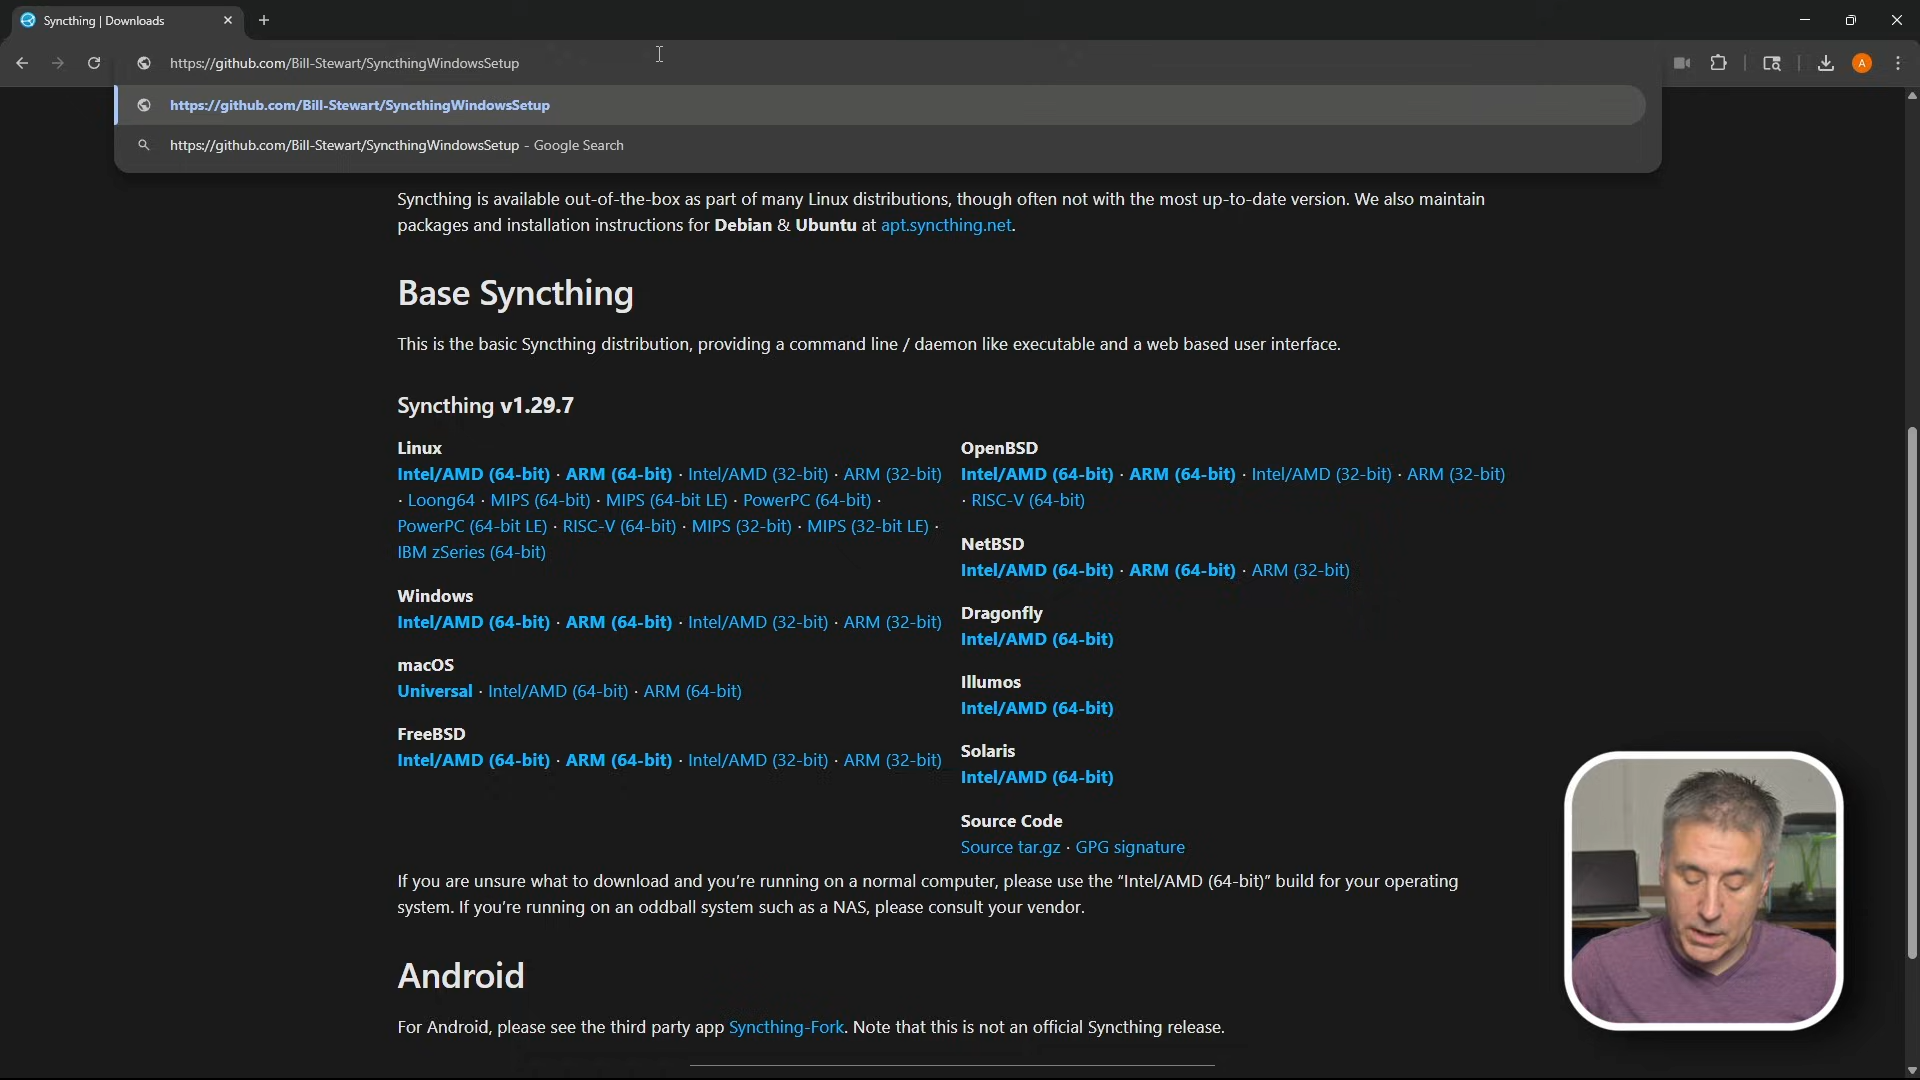 Syncthing | Downloads
https://github.com/Bill-Stewart/SyncthingWindowsSetup
A
https://github.com/Bill-Stewart/SyncthingWindowsSetup
https://github.com/Bill-Stewart/SyncthingWindowsSetup - Google Search
Syncthing is available out-of-the-box as part of many Linux distributions, though often not with the most up-to-date version. We also maintain
packages and installation instructions for Debian & Ubuntu at apt.syncthing.net.
Base Syncthing
This is the basic Syncthing distribution, providing a command line / daemon like executable and a web based user interface.
Syncthing v1.29.7
Linux
Intel/AMD (64-bit) · ARM (64-bit) · Intel/AMD (32-bit) · ARM (32-bit)
· Loong64 · MIPS (64-bit) · MIPS (64-bit LE) · PowerPC (64-bit) ·
PowerPC (64-bit LE) · RISC-V (64-bit) · MIPS (32-bit) · MIPS (32-bit LE) ·
IBM zSeries (64-bit)
Windows
Intel/AMD (64-bit) · ARM (64-bit) · Intel/AMD (32-bit) · ARM (32-bit)
macOS
Universal · Intel/AMD (64-bit) · ARM (64-bit)
FreeBSD
Intel/AMD (64-bit) · ARM (64-bit) · Intel/AMD (32-bit) · ARM (32-bit)
OpenBSD
Intel/AMD (64-bit) · ARM (64-bit) · Intel/AMD (32-bit) · ARM (32-bit)
· RISC-V (64-bit)
NetBSD
Intel/AMD (64-bit) · ARM (64-bit) · ARM (32-bit)
Dragonfly
Intel/AMD (64-bit)
Illumos
Intel/AMD (64-bit)
Solaris
Intel/AMD (64-bit)
Source Code
Source tar.gz · GPG signature
If you are unsure what to download and you're running on a normal computer, please use the “Intel/AMD (64-bit)” build for your operating
system. If you're running on an oddball system such as a NAS, please consult your vendor.
Android
For Android, please see the third party app Syncthing-Fork. Note that this is not an official Syncthing release.